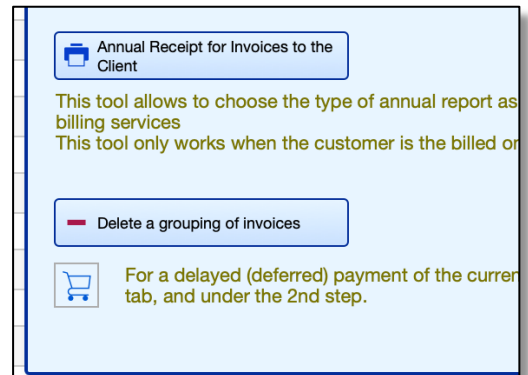 Annual Receipt for Invoices to the
Client
This tool allows to choose the type of annual report as
billing services
This tool only works when the customer is the billed
Delete a grouping of invoices
For a delayed (deferred) payment of the
tab, and under the 2nd step.